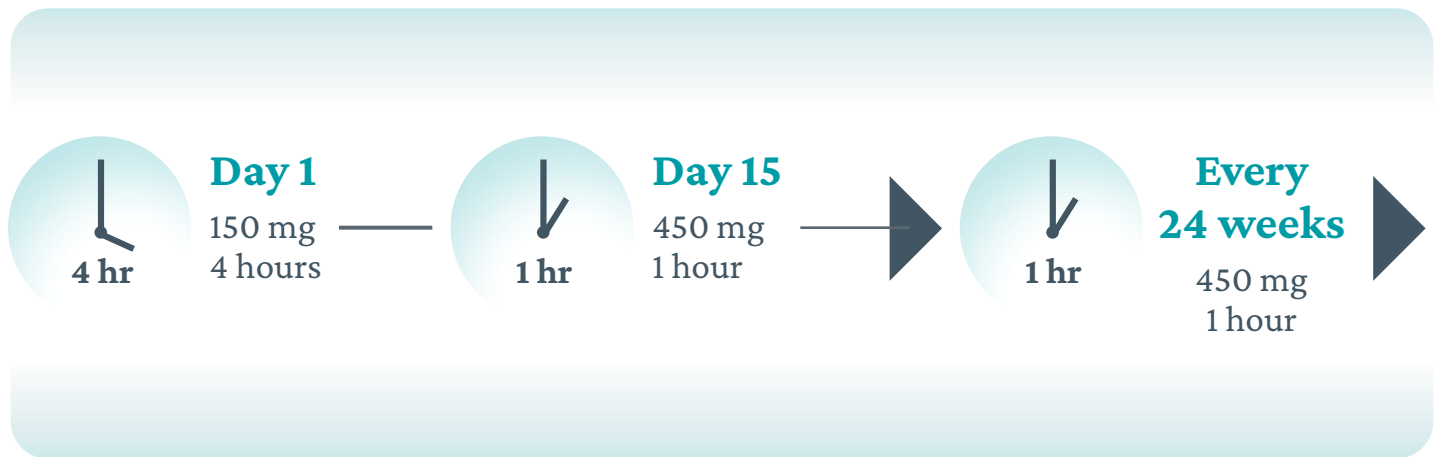 4 hr
Day 1
150 mg
4 hours
1 hr
Day 15
450 mg
1 hour
1 hr
Every
24 weeks
450 mg
1 hour